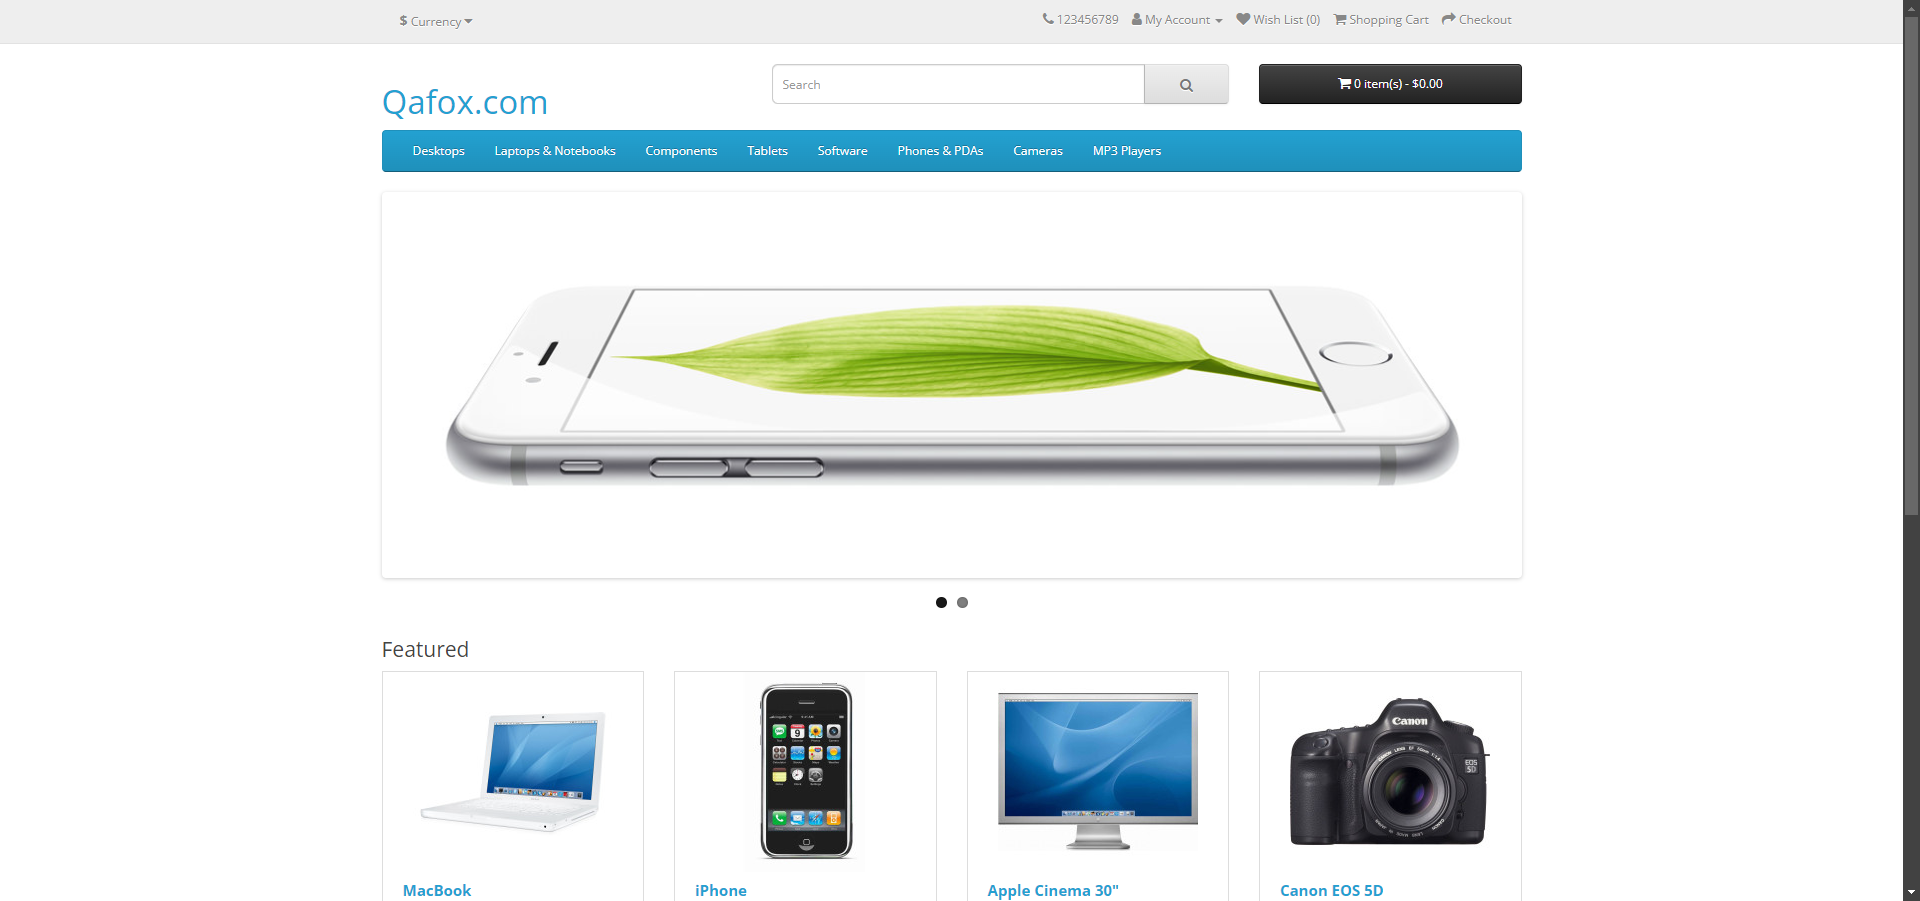 $ Currency
123456789 My Account Wish List (0) Shopping Cart Checkout
Qafox.com
Search
0 item(s) - $0.00
Desktops Laptops & Notebooks Components Tablets Software Phones & PDAs Cameras MP3 Players
Featured
Canon
EOS
5D
MacBook
iPhone
Apple Cinema 30"
Canon EOS 5D